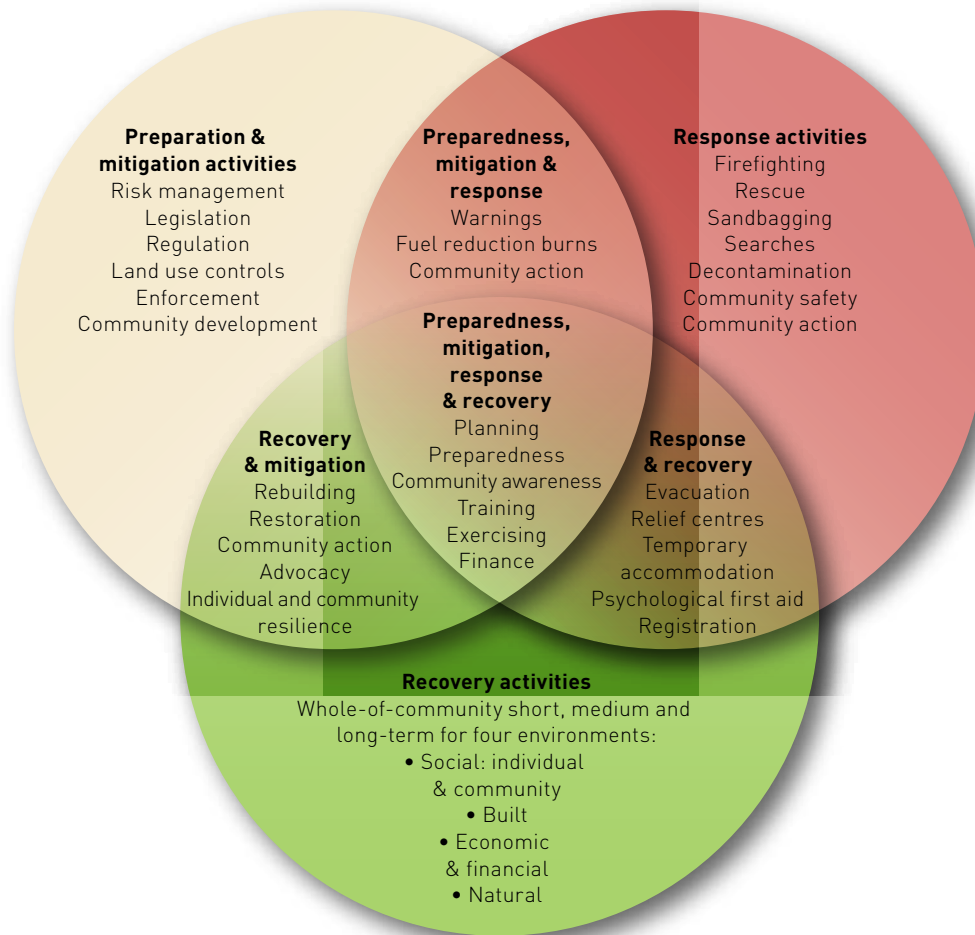 Preparation &
mitigation activities
Risk management
Legislation
Regulation
Land use controls
Enforcement
Community development
Preparedness,
mitigation &
response
Warnings
Fuel reduction burns
Community action
Response activities
Firefighting
Rescue
Sandbagging
Searches
Decontamination
Community safety
Community action
Preparedness,
mitigation,
response
& recovery
Planning
Preparedness
Community awareness
Training
Exercising
Finance
Recovery
& mitigation
Rebuilding
Restoration
Community action
Advocacy
Individual and community
resilience
Response
& recovery
Evacuation
Relief centres
Temporary
accommodation
Psychological first aid
Registration
Recovery activities
Whole-of-community short, medium and
long-term for four environments:
• Social: individual
& community
• Built
• Economic
& financial
• Natural